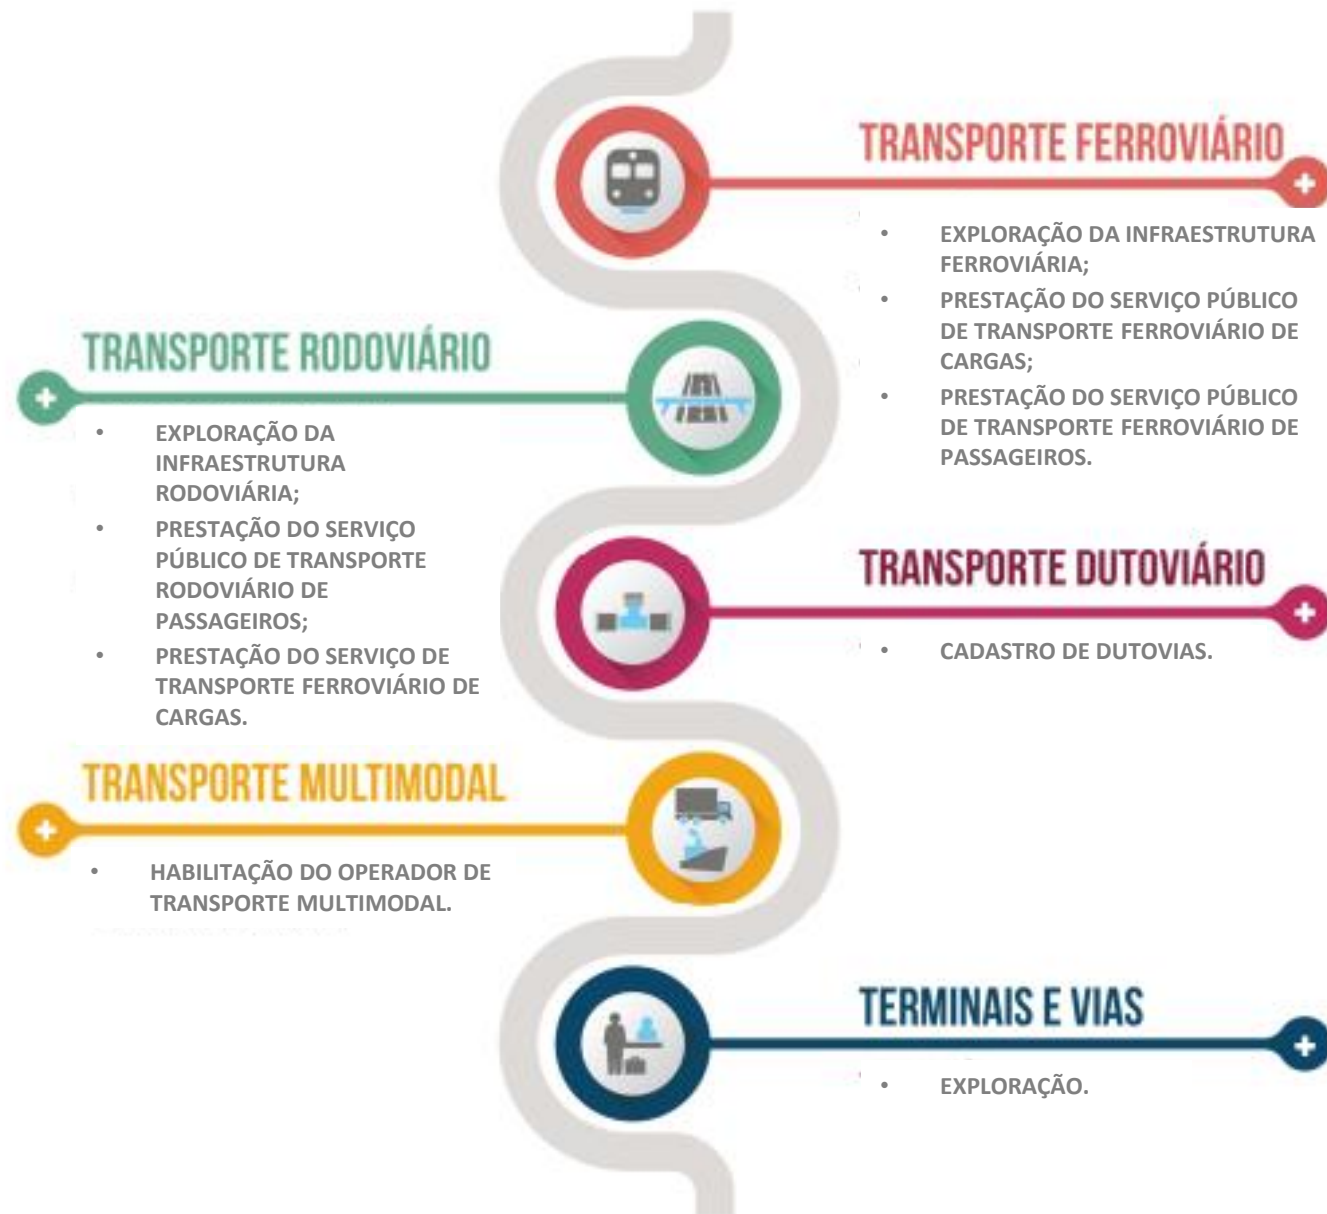 TRANSPORTE FERROVIÁRIO
• EXPLORAÇÃO DA INFRAESTRUTURA
FERROVIÁRIA;
• PRESTAÇÃO DO SERVIÇO PÚBLICO
DE TRANSPORTE FERROVIÁRIO DE
CARGAS;
• PRESTAÇÃO DO SERVIÇO PÚBLICO
DE TRANSPORTE FERROVIÁRIO DE
PASSAGEIROS.
TRANSPORTE RODOVIÁRIO
• EXPLORAÇÃO DA
INFRAESTRUTURA
RODOVIÁRIA;
• PRESTAÇÃO DO SERVIÇO
PÚBLICO DE TRANSPORTE
RODOVIÁRIO DE
PASSAGEIROS;
• PRESTAÇÃO DO SERVIÇO DE
TRANSPORTE FERROVIÁRIO DE
CARGAS.
TRANSPORTE DUTOVIÁRIO
• CADASTRO DE DUTOVIAS.
TRANSPORTE MULTIMODAL
• HABILITAÇÃO DO OPERADOR DE
TRANSPORTE MULTIMODAL.
TERMINAIS E VIAS
• EXPLORAÇÃO.